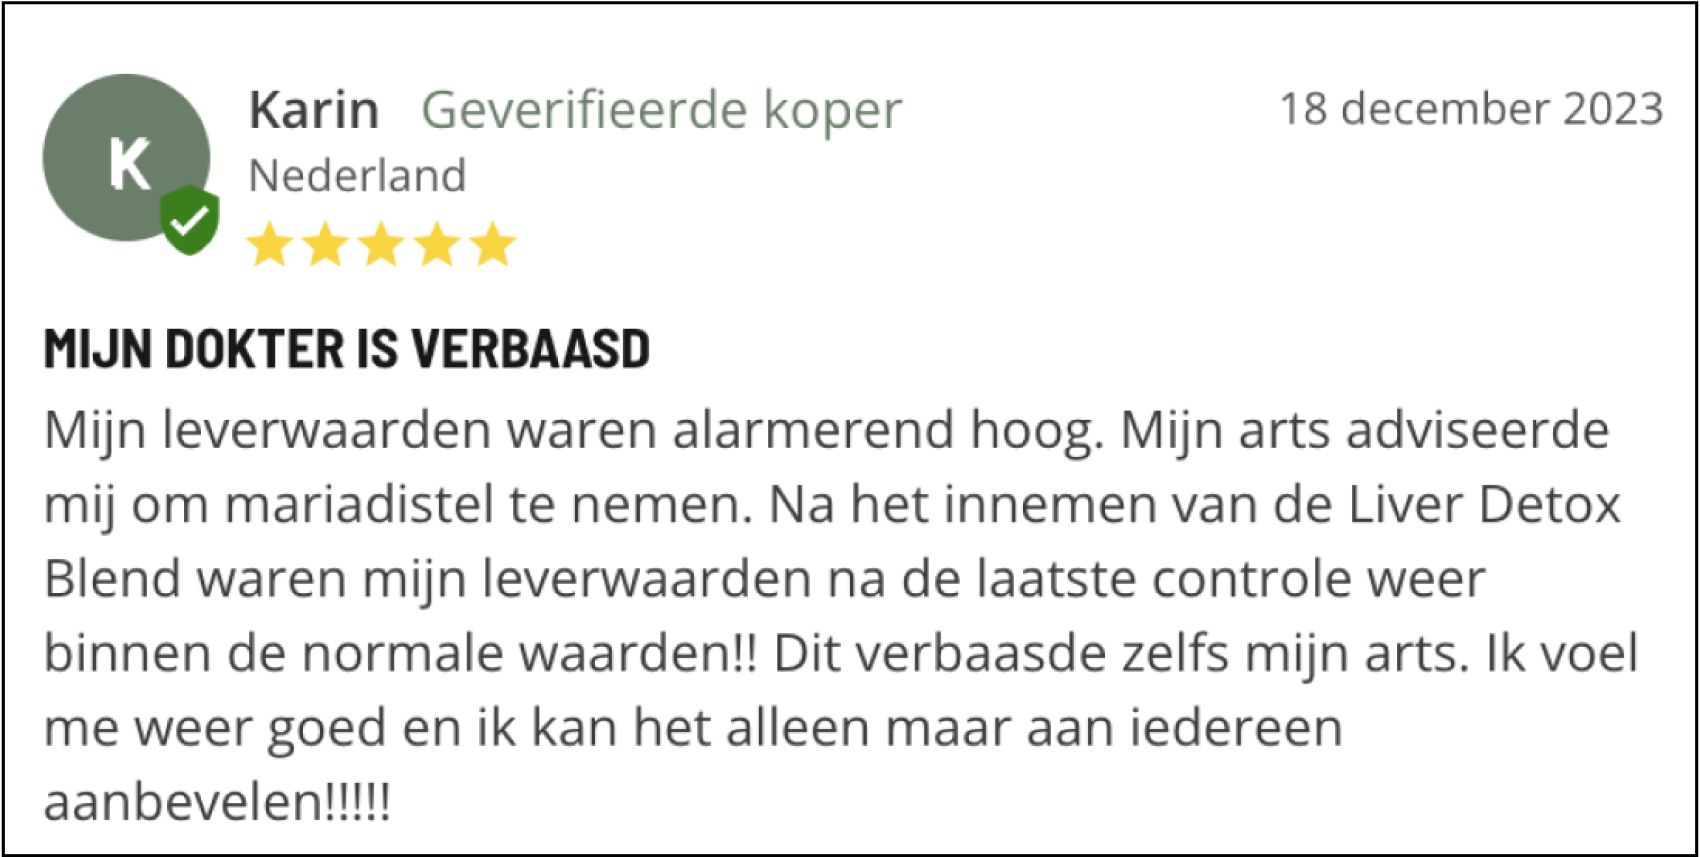 K
Karin Geverifieerde koper 18 december 2023
Nederland
MIJN DOKTER IS VERBAASD
Mijn leverwaarden waren alarmerend hoog. Mijn arts adviseerde
mij om mariadistel te nemen. Na het innemen van de Liver Detox
Blend waren mijn leverwaarden na de laatste controle weer
binnen de normale waarden!! Dit verbaasde zelfs mijn arts. Ik voel
me weer goed en ik kan het alleen maar aan iedereen
aanbevelen!!!!!